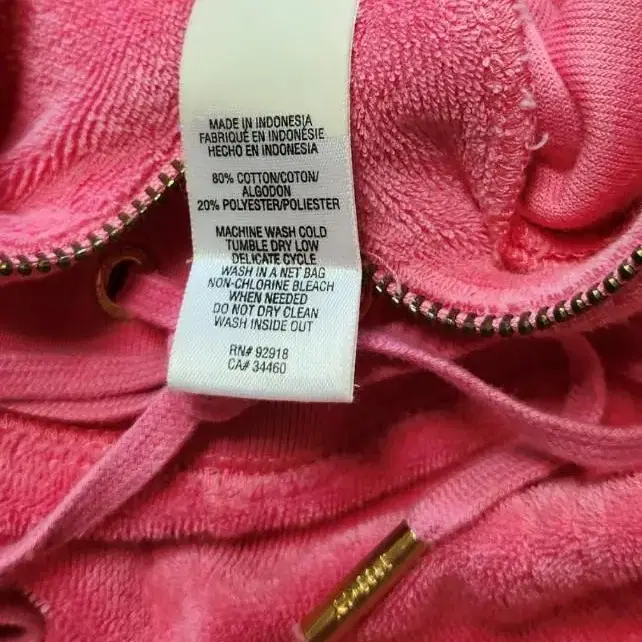 MADE IN INDONESIA
FABRIQUÉ EN INDONÉSIE
HECHO EN INDONESIA
80% COTTON/COTON/
ALGODON
20% POLYESTER/POLIESTER
MACHINE WASH COLD
TUMBLE DRY LOW
DELICATE CYCLE
WASH IN A NET BAG
NON-CHLORINE BLEACH
WHEN NEEDED
DO NOT DRY CLEAN
WASH INSIDE OUT
RN# 92918
CA# 34460